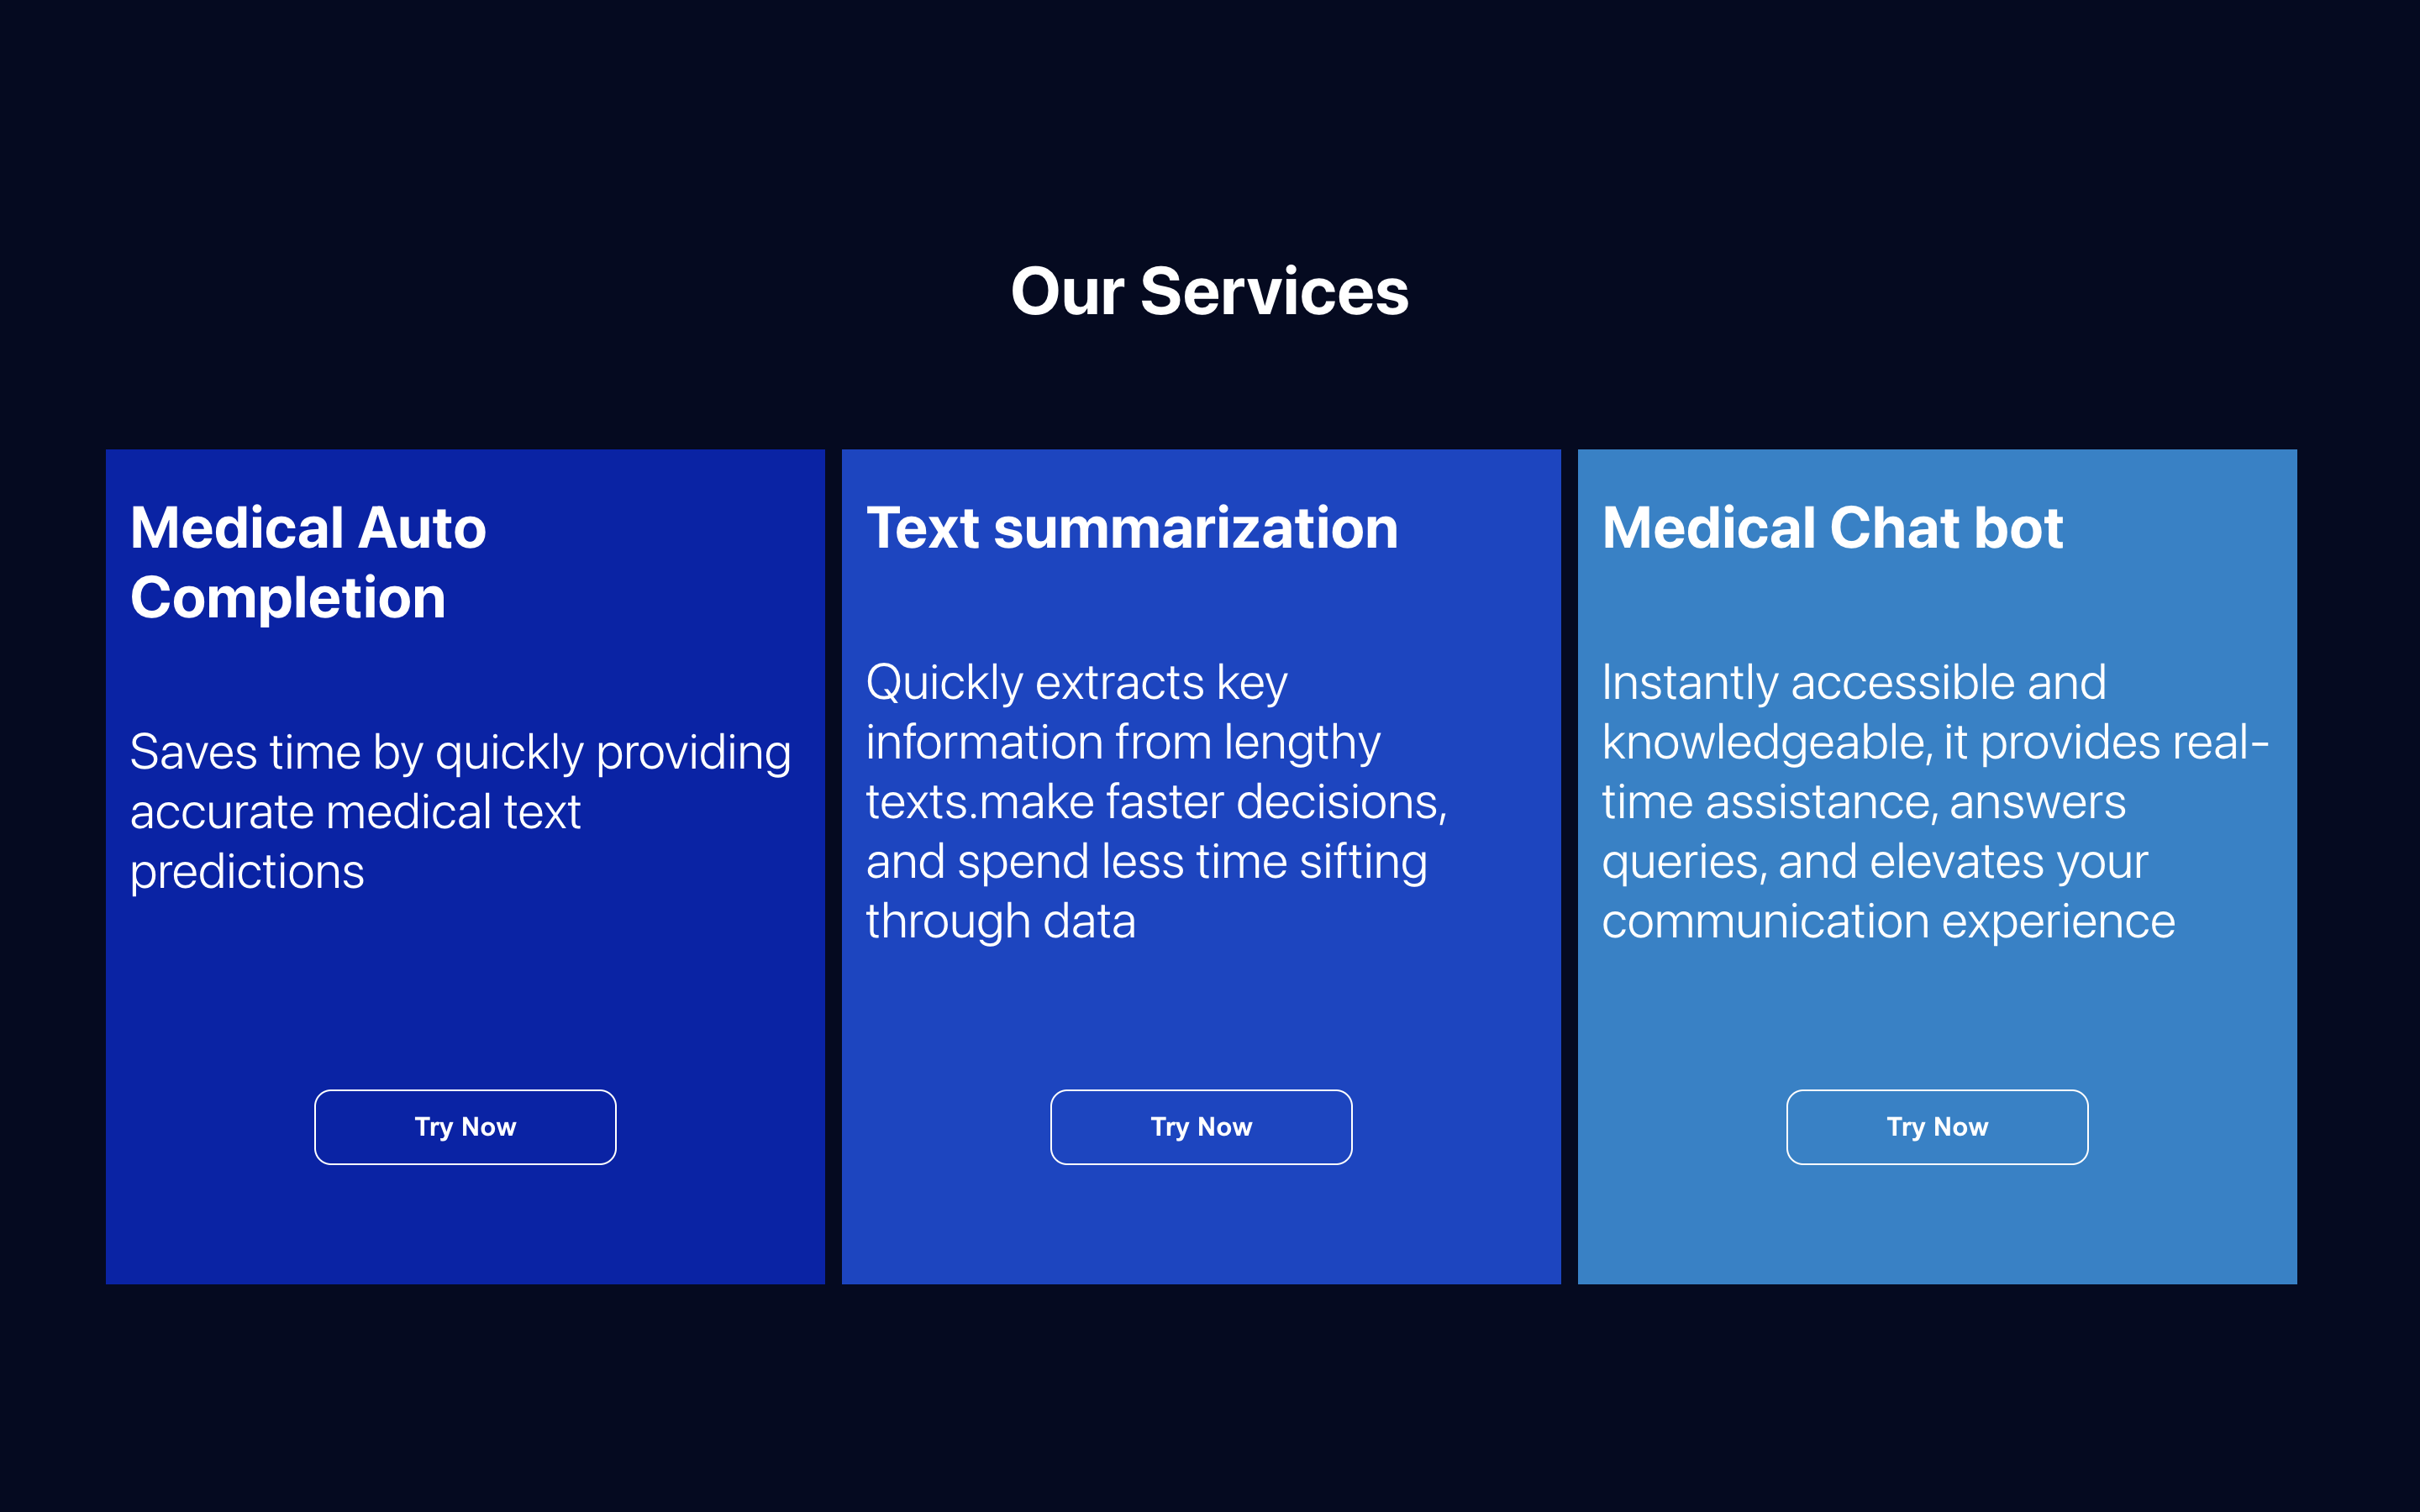 Our Services
Medical Auto
Completion
Saves time by quickly providing
accurate medical text
predictions
Try Now
Text summarization
Quickly extracts key
information from lengthy
texts.make faster decisions,
and spend less time sifting
through data
Try Now
Medical Chat bot
Instantly accessible and
knowledgeable, it provides real-
time assistance, answers
queries, and elevates your
communication experience
Try Now